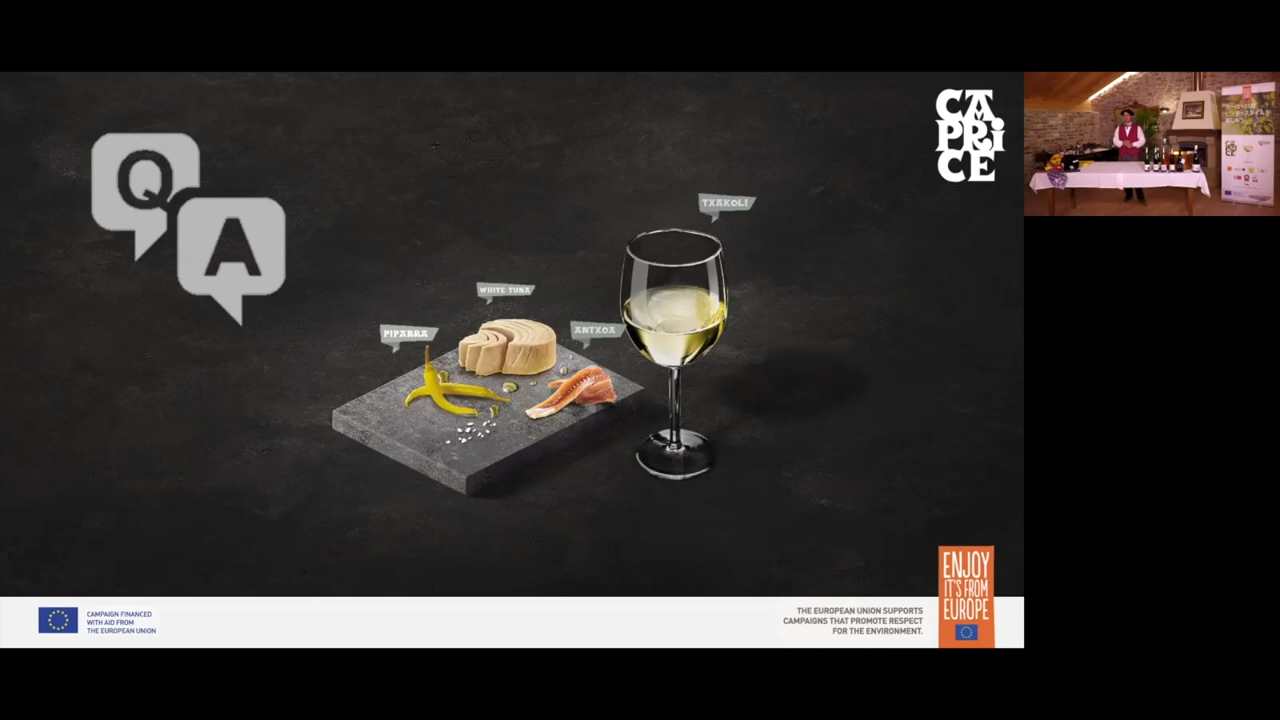 Q
A
CA
PRi
CE
TXAKOLI
WHITE TUNA
PIPARRA
ANTXOA
CAMPAIGN FINANCED
WITH AID FROM
THE EUROPEAN UNION
THE EUROPEAN UNION SUPPORTS
CAMPAIGNS THAT PROMOTE RESPECT
FOR THE ENVIRONMENT.
ENJOY
IT'S FROM
EUROPE